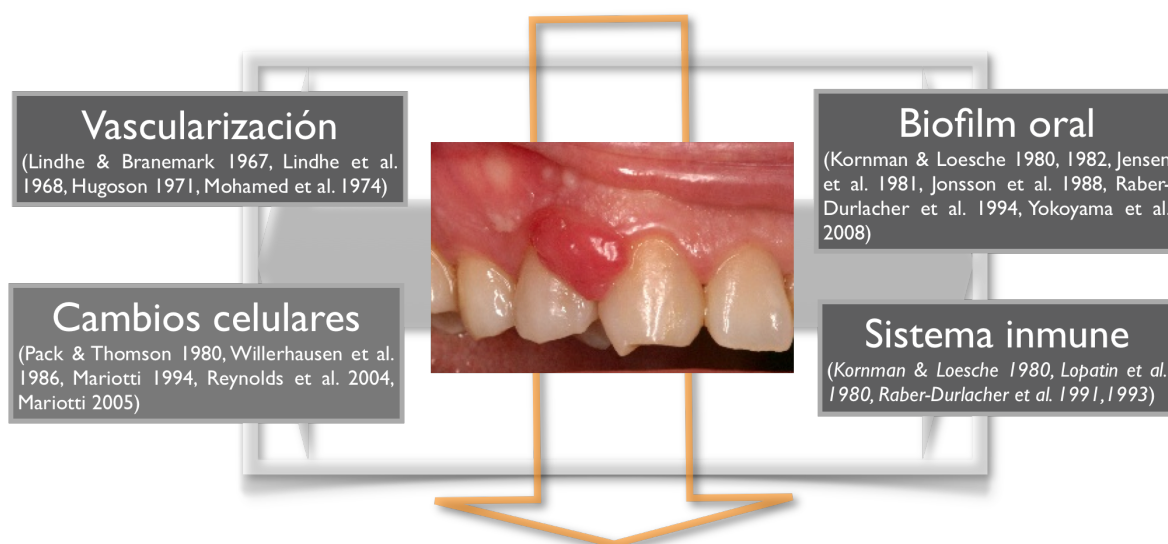 Vascularización
(Lindhe & Branemark 1967, Lindhe et al.
1968, Hugoson 1971, Mohamed et al. 1974)
Cambios celulares
(Pack & Thomson 1980, Willerhausen et al.
1986, Mariotti 1994, Reynolds et al. 2004,
Mariotti 2005)
Biofilm oral
(Kornman & Loesche 1980, 1982, Jensen
et al. 1981, Jonsson et al. 1988, Raber-
Durlacher et al. 1994, Yokoyama et al.
2008)
Sistema inmune
(Kornman & Loesche 1980, Lopatin et al.
1980, Raber-Durlacher et al. 1991,1993)